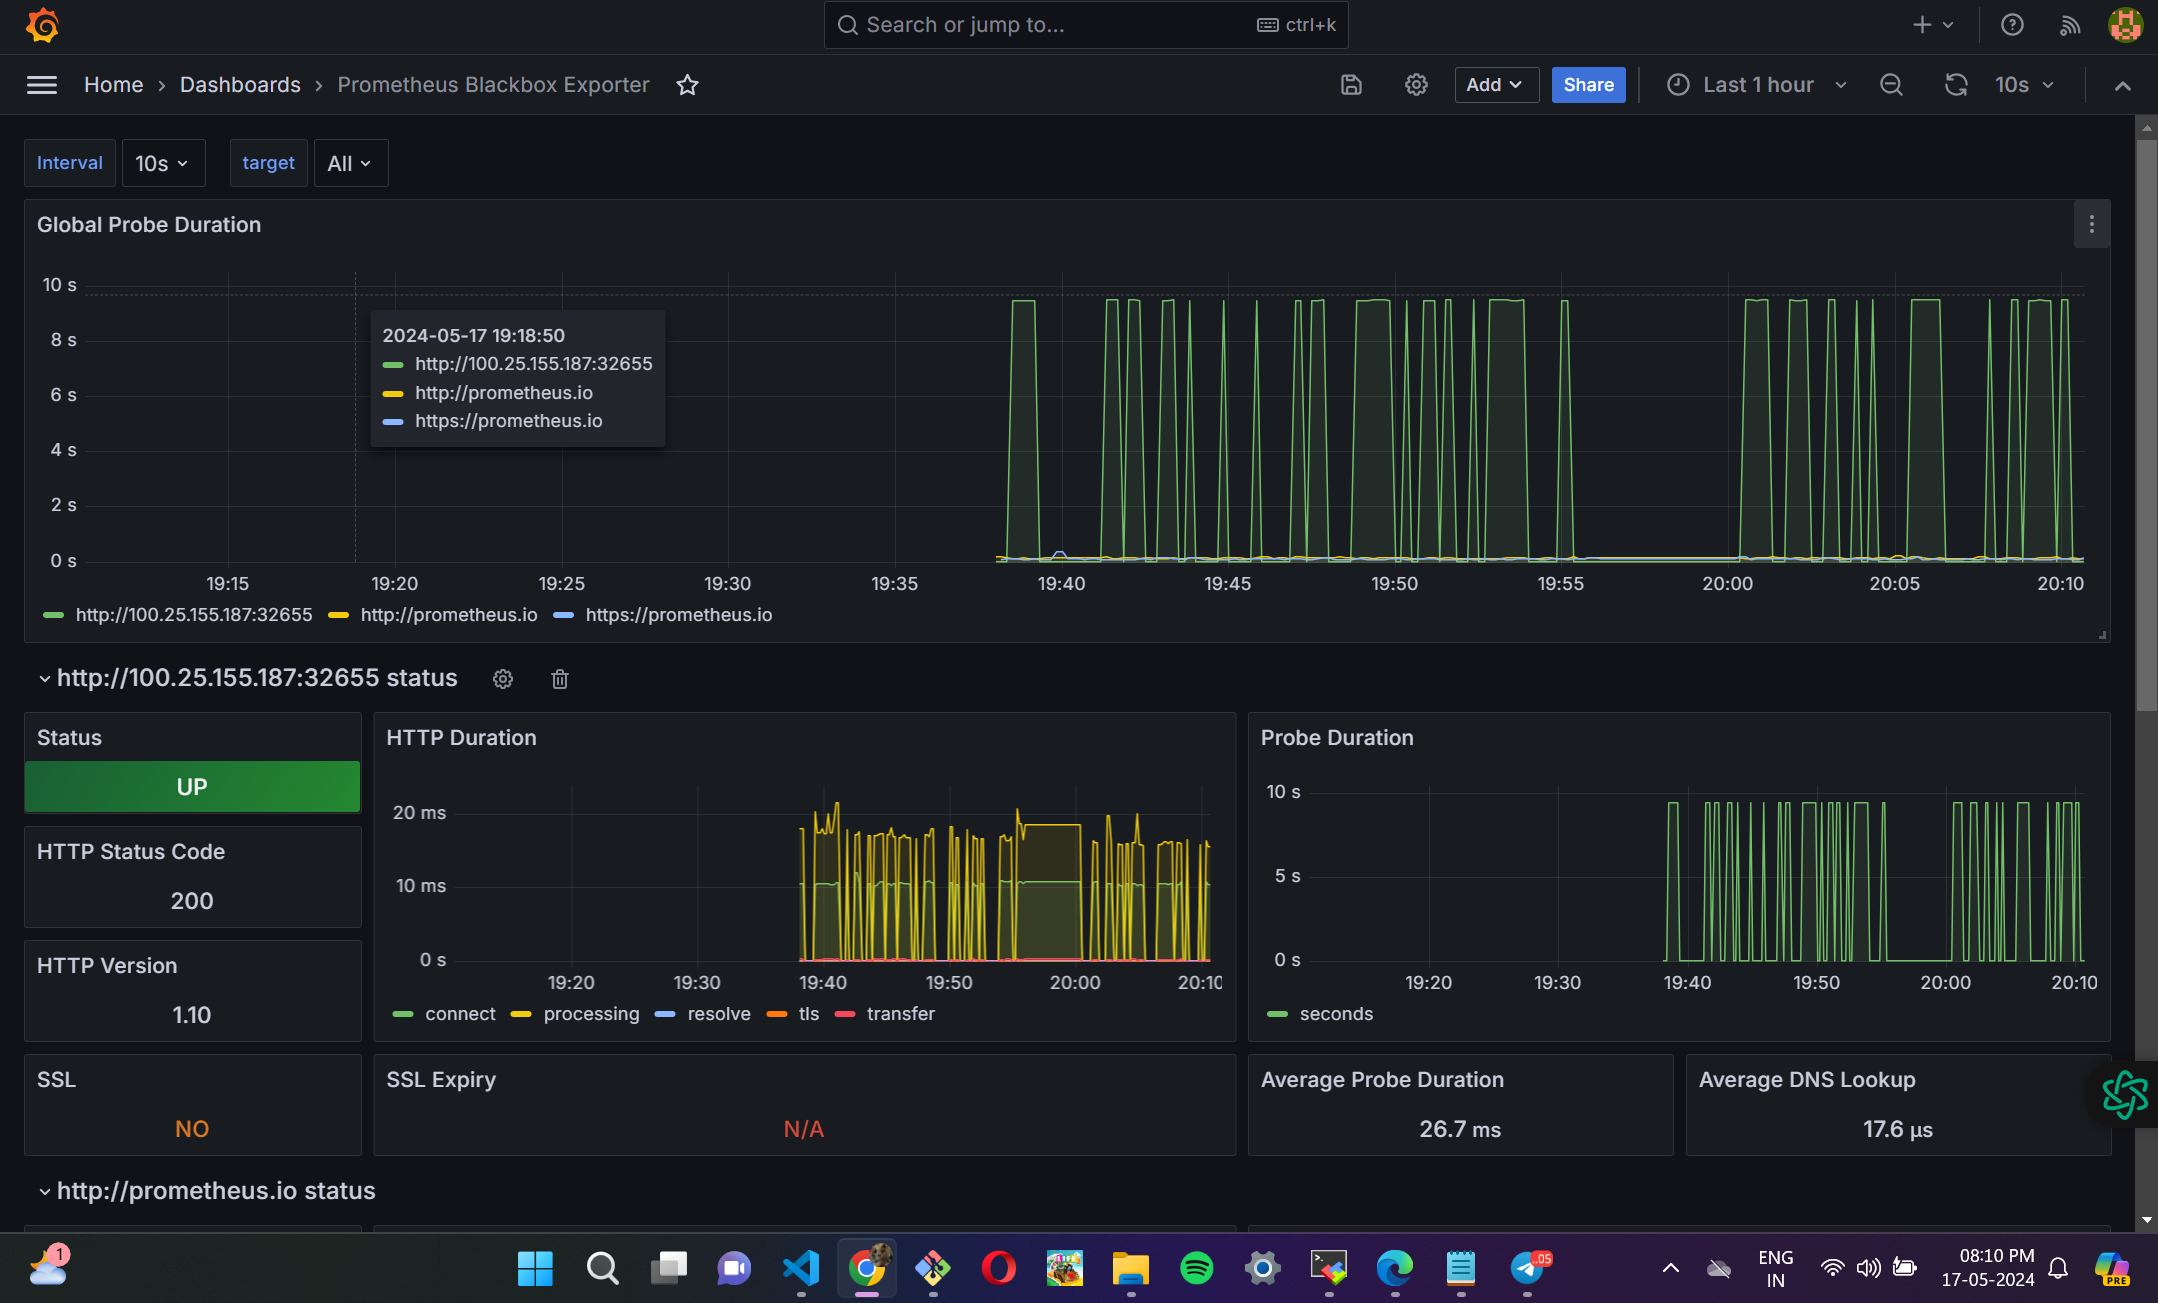 Search or jump to... ctrl+k
Home › Dashboards › Prometheus Blackbox Exporter
Add Share Last 1 hour 10s
Interval 10s target All
Global Probe Duration
10 s
8 s
6 s
4 s
2 s
0 s
2024-05-17 19:18:50
http://100.25.155.187:32655
http://prometheus.io
https://prometheus.io
19:15 19:20 19:25 19:30 19:35 19:40 19:45 19:50 19:55 20:00 20:05 20:10
http://100.25.155.187:32655 http://prometheus.io https://prometheus.io
http://100.25.155.187:32655 status
Status
UP
HTTP Status Code
200
HTTP Version
1.10
SSL
NO
HTTP Duration
20 ms
10 ms
0 s
19:20 19:30 19:40 19:50 20:00 20:10
connect processing resolve tls transfer
Probe Duration
10 s
5 s
0 s
19:20 19:30 19:40 19:50 20:00 20:10
seconds
SSL Expiry
N/A
Average Probe Duration
26.7 ms
Average DNS Lookup
17.6 µs
http://prometheus.io status
1
..05
ENG
IN
08:10 PM
17-05-2024
PRE